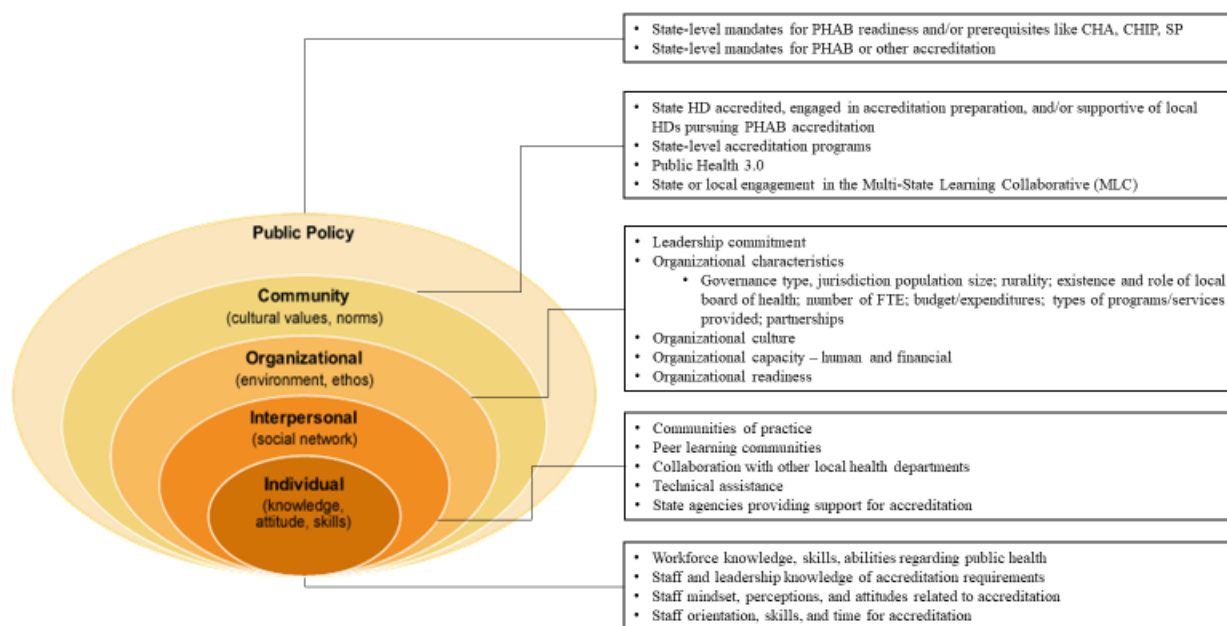 • State-level mandates for PHAB readiness and/or prerequisites like CHA, CHIP, SP
• State-level mandates for PHAB or other accreditation
• State HD accredited, engaged in accreditation preparation, and/or supportive of local
HDs pursuing PHAB accreditation
• State-level accreditation programs
• Public Health 3.0
• State or local engagement in the Multi-State Learning Collaborative (MLC)
Public Policy
Community
(cultural values, norms)
Organizational
(environment, ethos)
Interpersonal
(social network)
Individual
(knowledge,
attitude, skills)
• Leadership commitment
• Organizational characteristics
• Governance type, jurisdiction population size; rurality; existence and role of local
board of health; number of FTE; budget/expenditures; types of programs/services
provided; partnerships
• Organizational culture
• Organizational capacity – human and financial
• Organizational readiness
• Communities of practice
• Peer learning communities
• Collaboration with other local health departments
• Technical assistance
• State agencies providing support for accreditation
• Workforce knowledge, skills, abilities regarding public health
• Staff and leadership knowledge of accreditation requirements
• Staff mindset, perceptions, and attitudes related to accreditation
• Staff orientation, skills, and time for accreditation